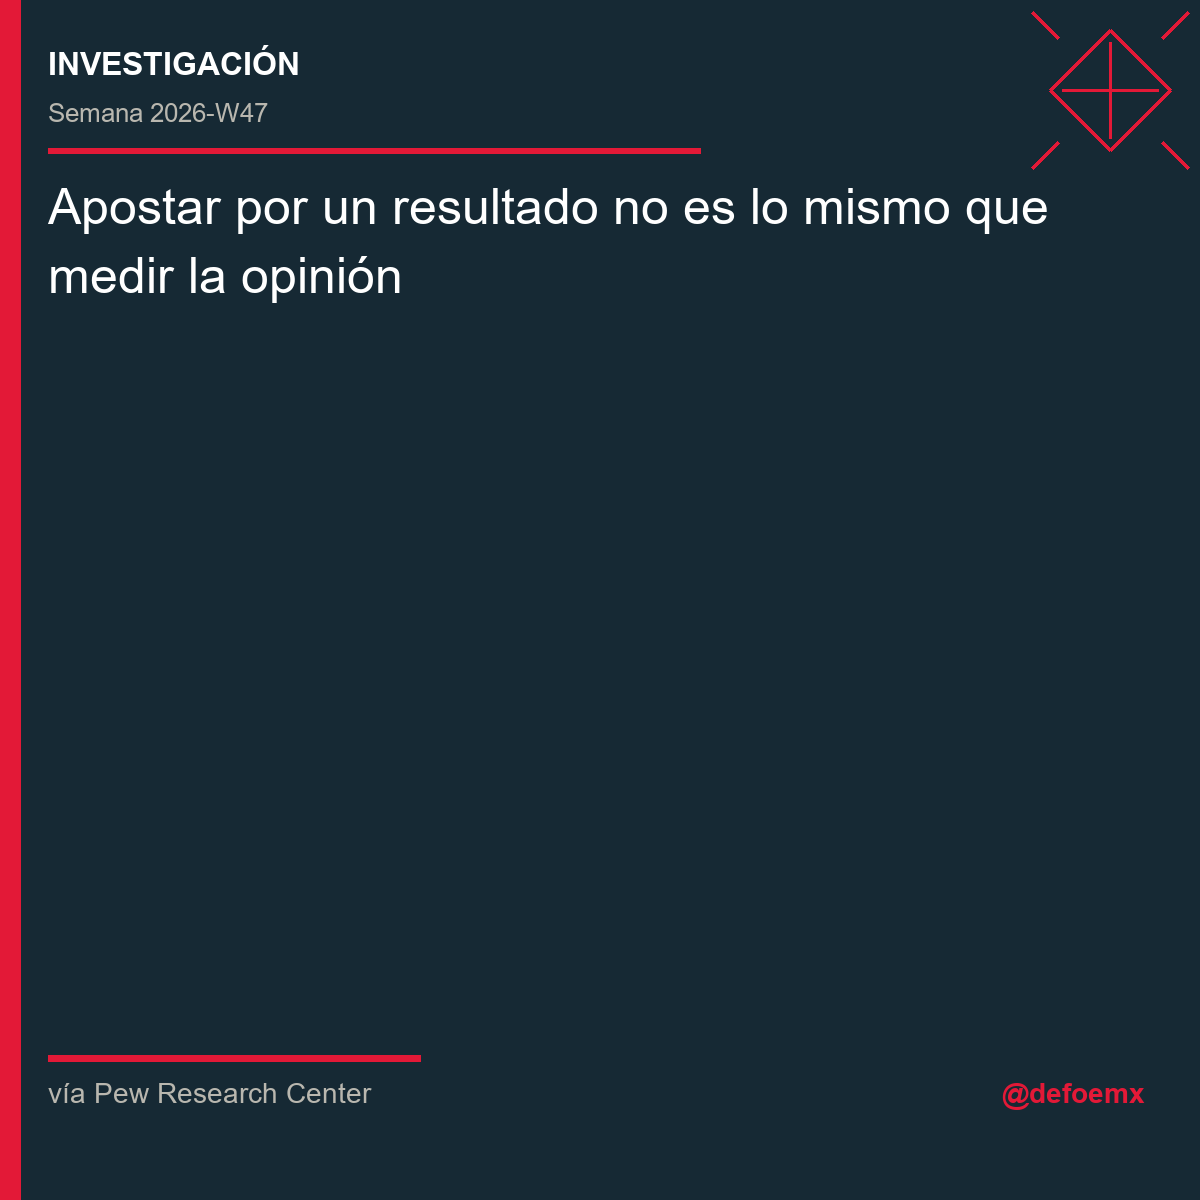 INVESTIGACIÓN
Semana 2026-W47
Apostar por un resultado no es lo mismo que
medir la opinión
vía Pew Research Center
@defoemx